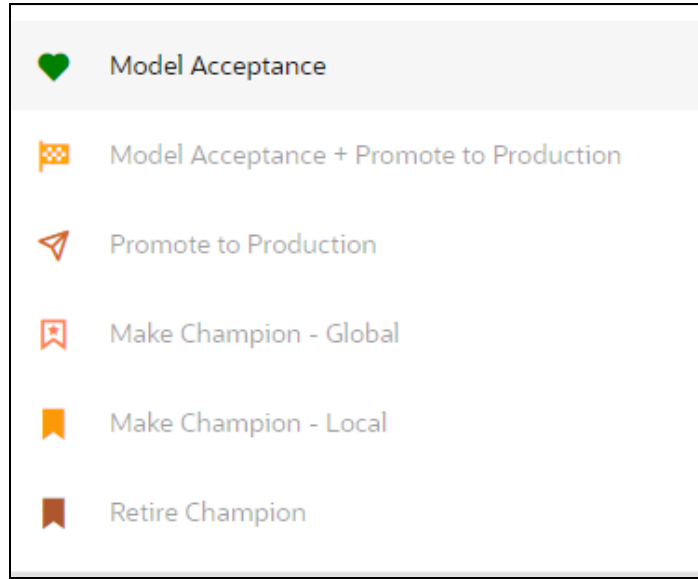 Model Acceptance
Model Acceptance + Promote to Production
Promote to Production
Make Champion - Global
Make Champion - Local
Retire Champion